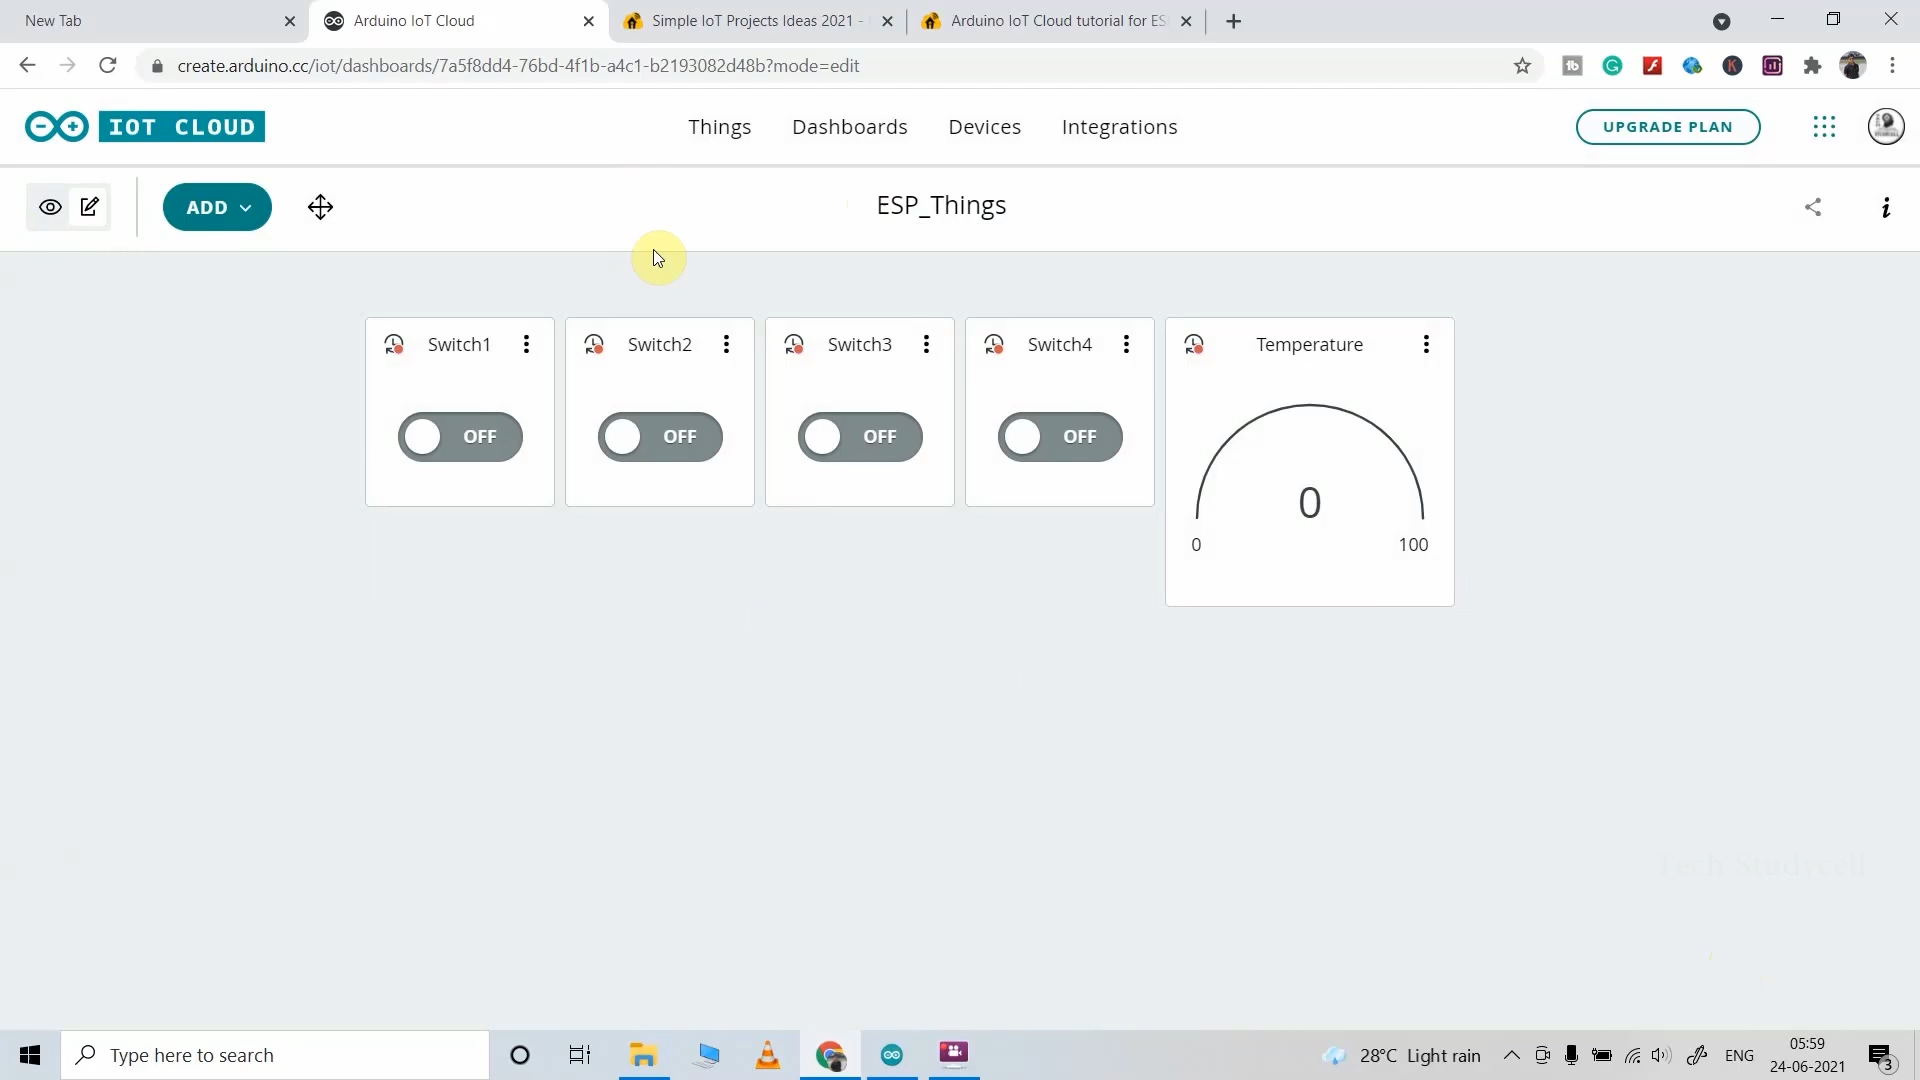 New Tab
Arduino IoT Cloud
Simple IoT Projects Ideas 2021 -
Arduino IoT Cloud tutorial for ES
create.arduino.cc/iot/dashboards/7a5f8dd4-76bd-4f1b-a4c1-b2193082d48b?mode=edit
IOT CLOUD
Things
Dashboards
Devices
Integrations
UPGRADE PLAN
ADD
ESP_Things
Switch1
Switch2
Switch3
Switch4
Temperature
OFF
OFF
OFF
OFF
0
0
100
Tech Studycell
Type here to search
28°C Light rain
ENG
05:59
24-06-2021
3